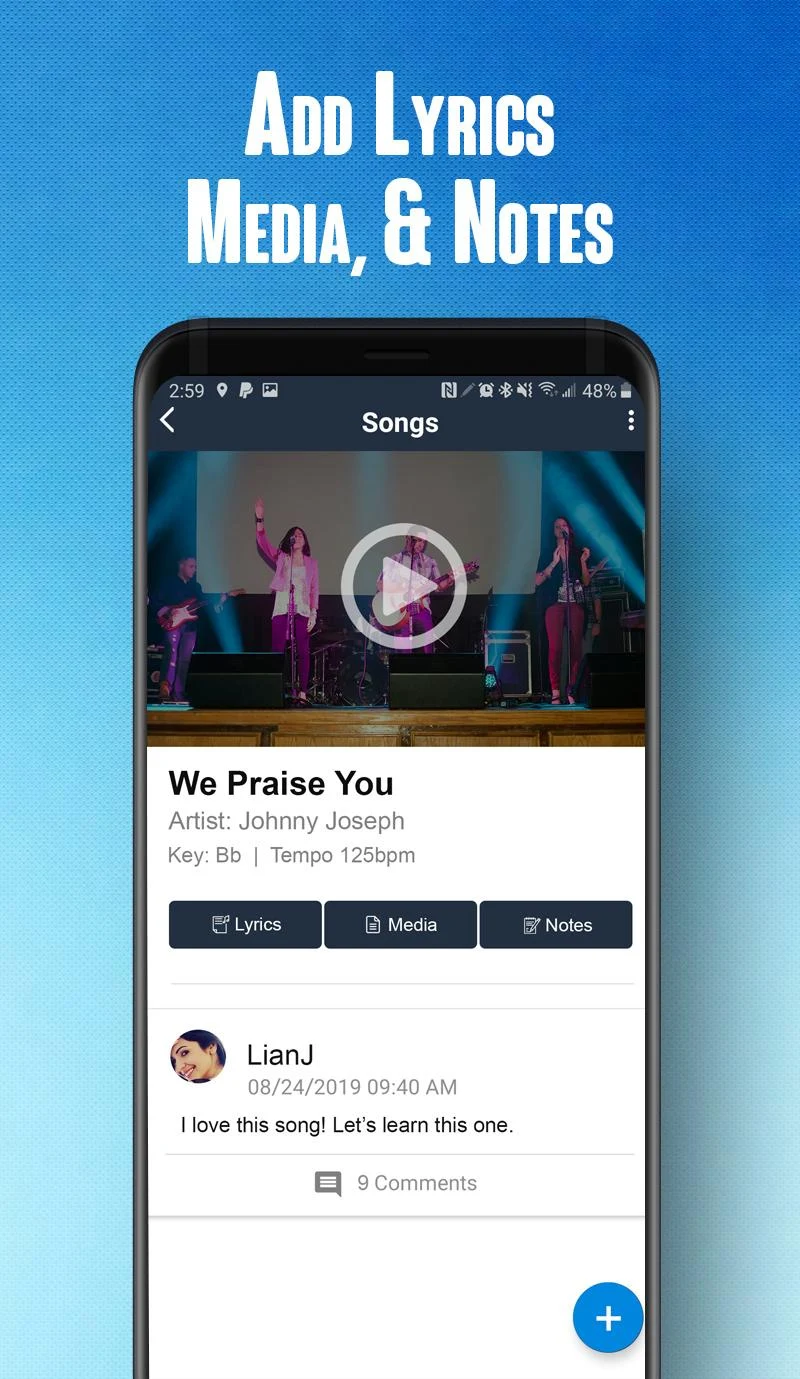 Add Lyrics
Media, & Notes
2:59
48%
Songs
We Praise You
Artist: Johnny Joseph
Key: Bb | Tempo 125bpm
Lyrics
Media
Notes
LianJ
08/24/2019 09:40 AM
I love this song! Let’s learn this one.
9 Comments